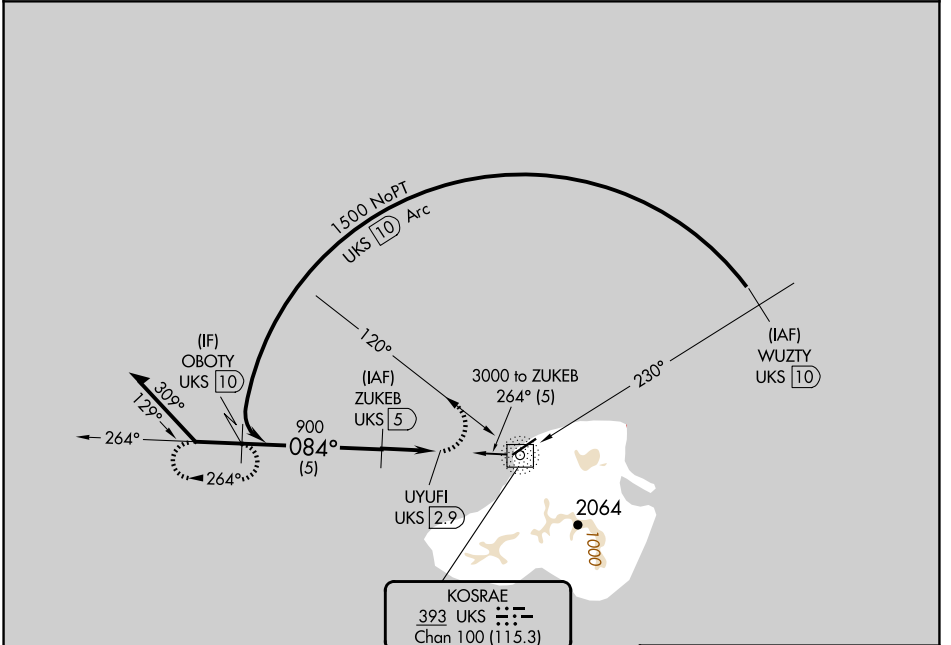 1500 NoPT
UKS 10 Arc
(IAF)
WUZTY
UKS 10
230°
120°
3000 to ZUKEB
264° (5)
(IF)
OBOTY
UKS 10
(IAF)
ZUKEB
UKS 5
309°
129°
264°
900
084°
(5)
264°
UYUFI
UKS 2.9
2064
1000
KOSRAE
393 UKS
Chan 100 (115.3)